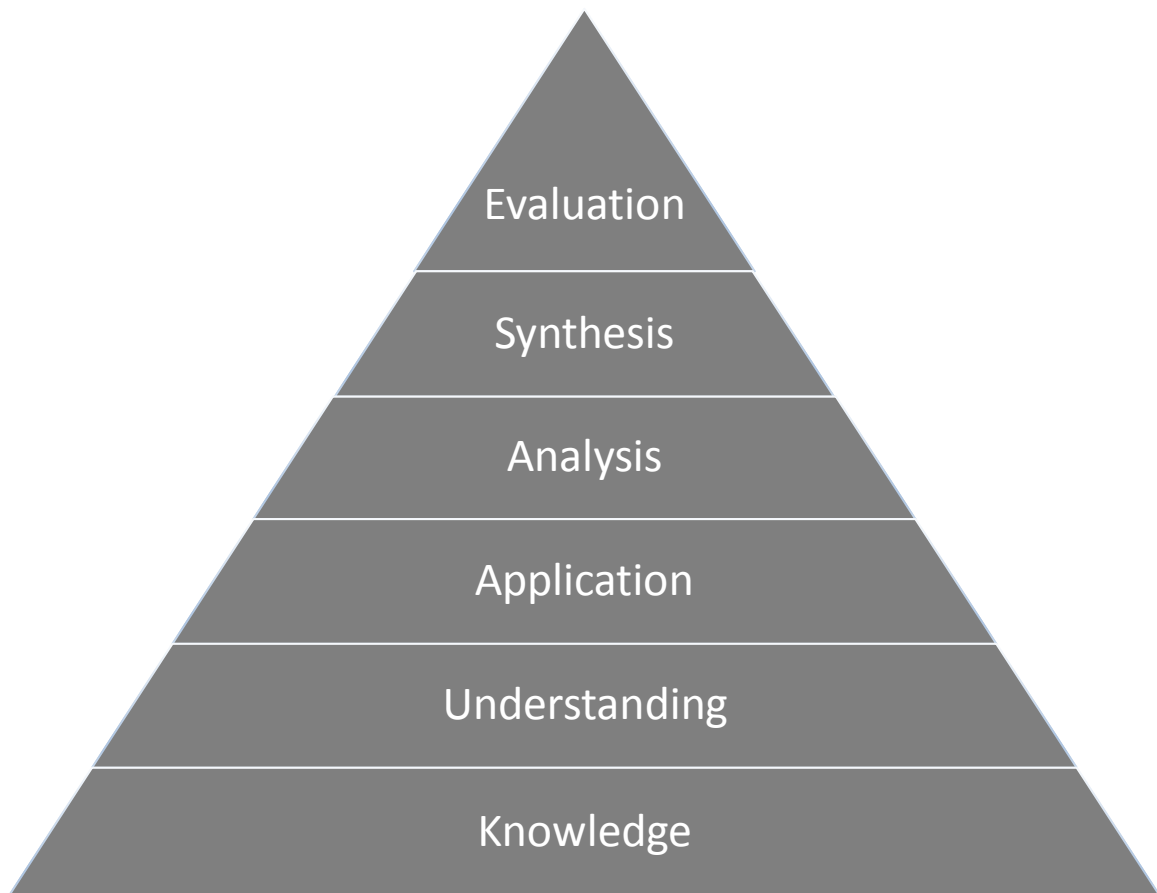 Evaluation
Synthesis
Analysis
Application
Understanding
Knowledge